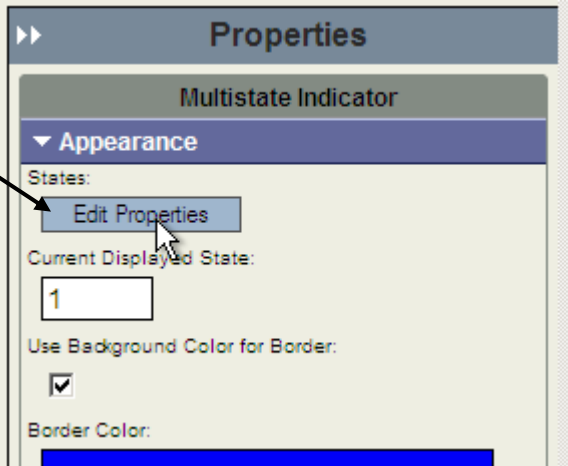 Properties
Multistate Indicator
Appearance
States:
Edit Properties
Current Displayed State:
1
Use Background Color for Border:
Border Color: